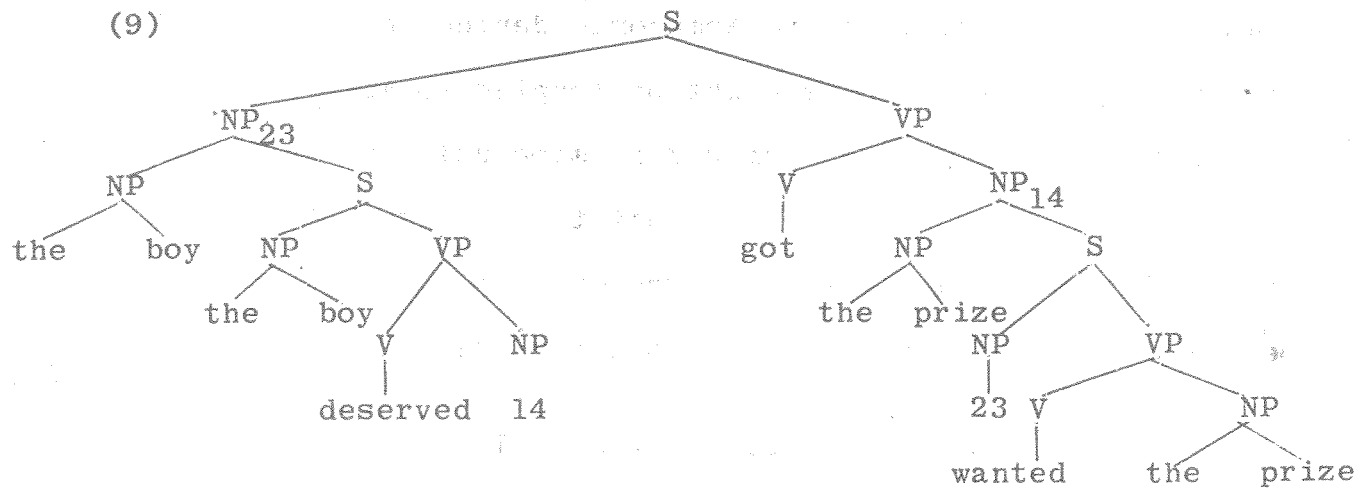 (9) S
NP23 VP
NP S V NP14
the boy NP VP got NP S
the boy V NP the prize NP VP
deserved 14 23 V NP
wanted the prize